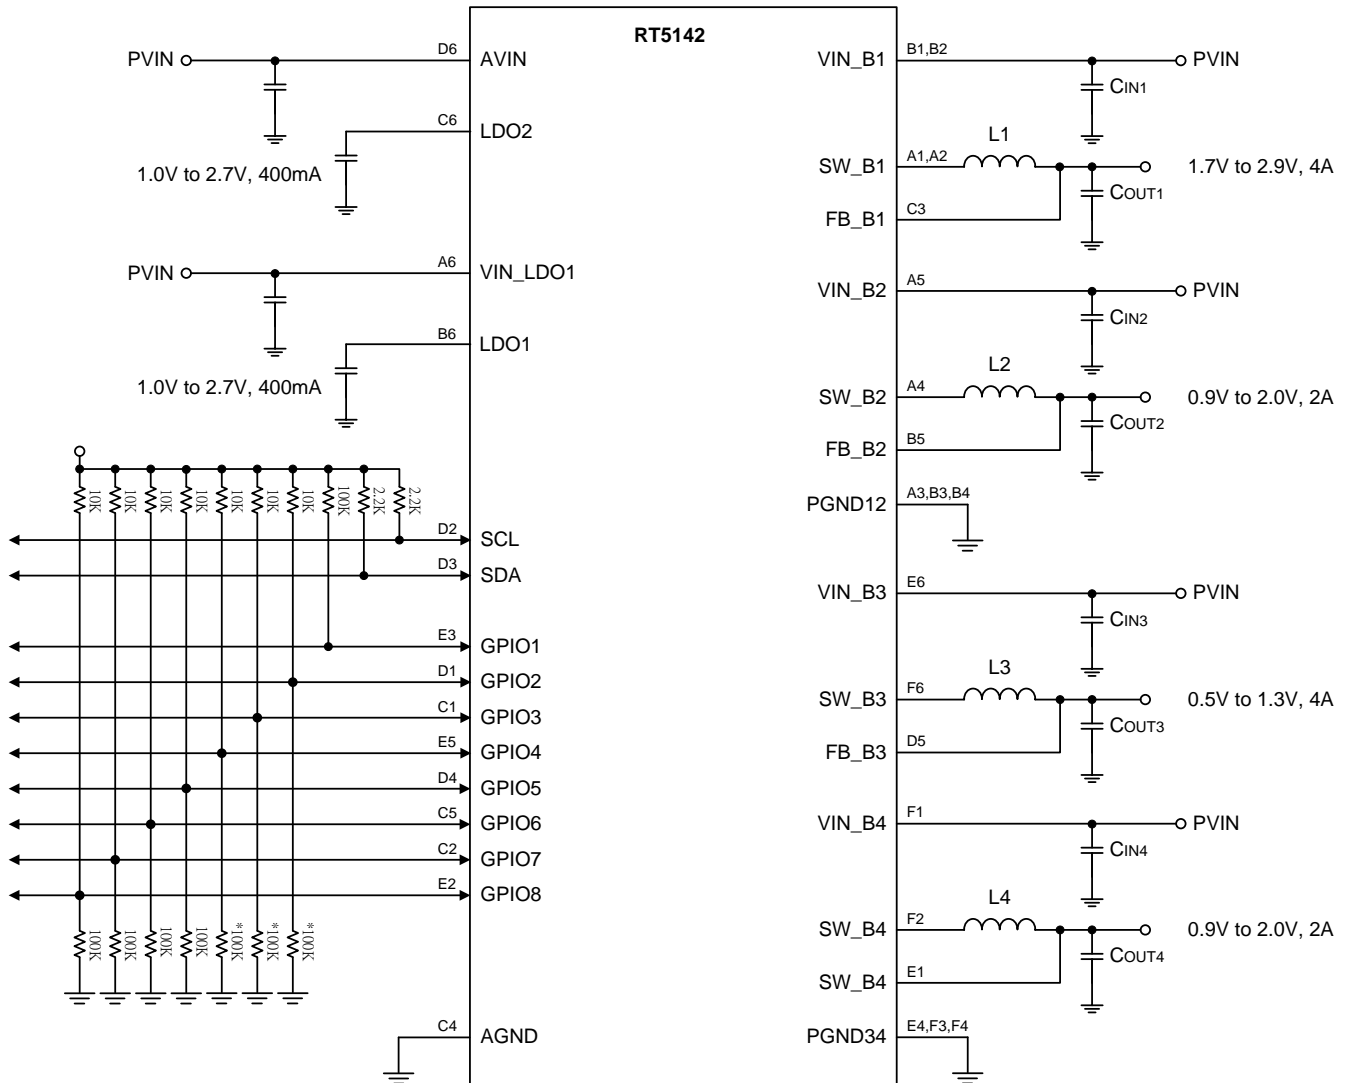 RT5142
PVIN
D6
AVIN
C6
LDO2
1.0V to 2.7V, 400mA
PVIN
A6
VIN_LDO1
B6
LDO1
1.0V to 2.7V, 400mA
10K
10K
10K
10K
10K
10K
10K
100K
2.2K
2.2K
D2
SCL
D3
SDA
E3
GPIO1
D1
GPIO2
C1
GPIO3
E5
GPIO4
D4
GPIO5
C5
GPIO6
C2
GPIO7
E2
GPIO8
100K
100K
100K
100K
*100K
*100K
*100K
C4
AGND
VIN_B1
B1,B2
PVIN
CIN1
L1
SW_B1
A1,A2
1.7V to 2.9V, 4A
COUT1
FB_B1
C3
VIN_B2
A5
PVIN
CIN2
L2
SW_B2
A4
0.9V to 2.0V, 2A
COUT2
FB_B2
B5
PGND12
A3,B3,B4
VIN_B3
E6
PVIN
CIN3
L3
SW_B3
F6
0.5V to 1.3V, 4A
COUT3
FB_B3
D5
VIN_B4
F1
PVIN
CIN4
L4
SW_B4
F2
0.9V to 2.0V, 2A
COUT4
SW_B4
E1
PGND34
E4,F3,F4